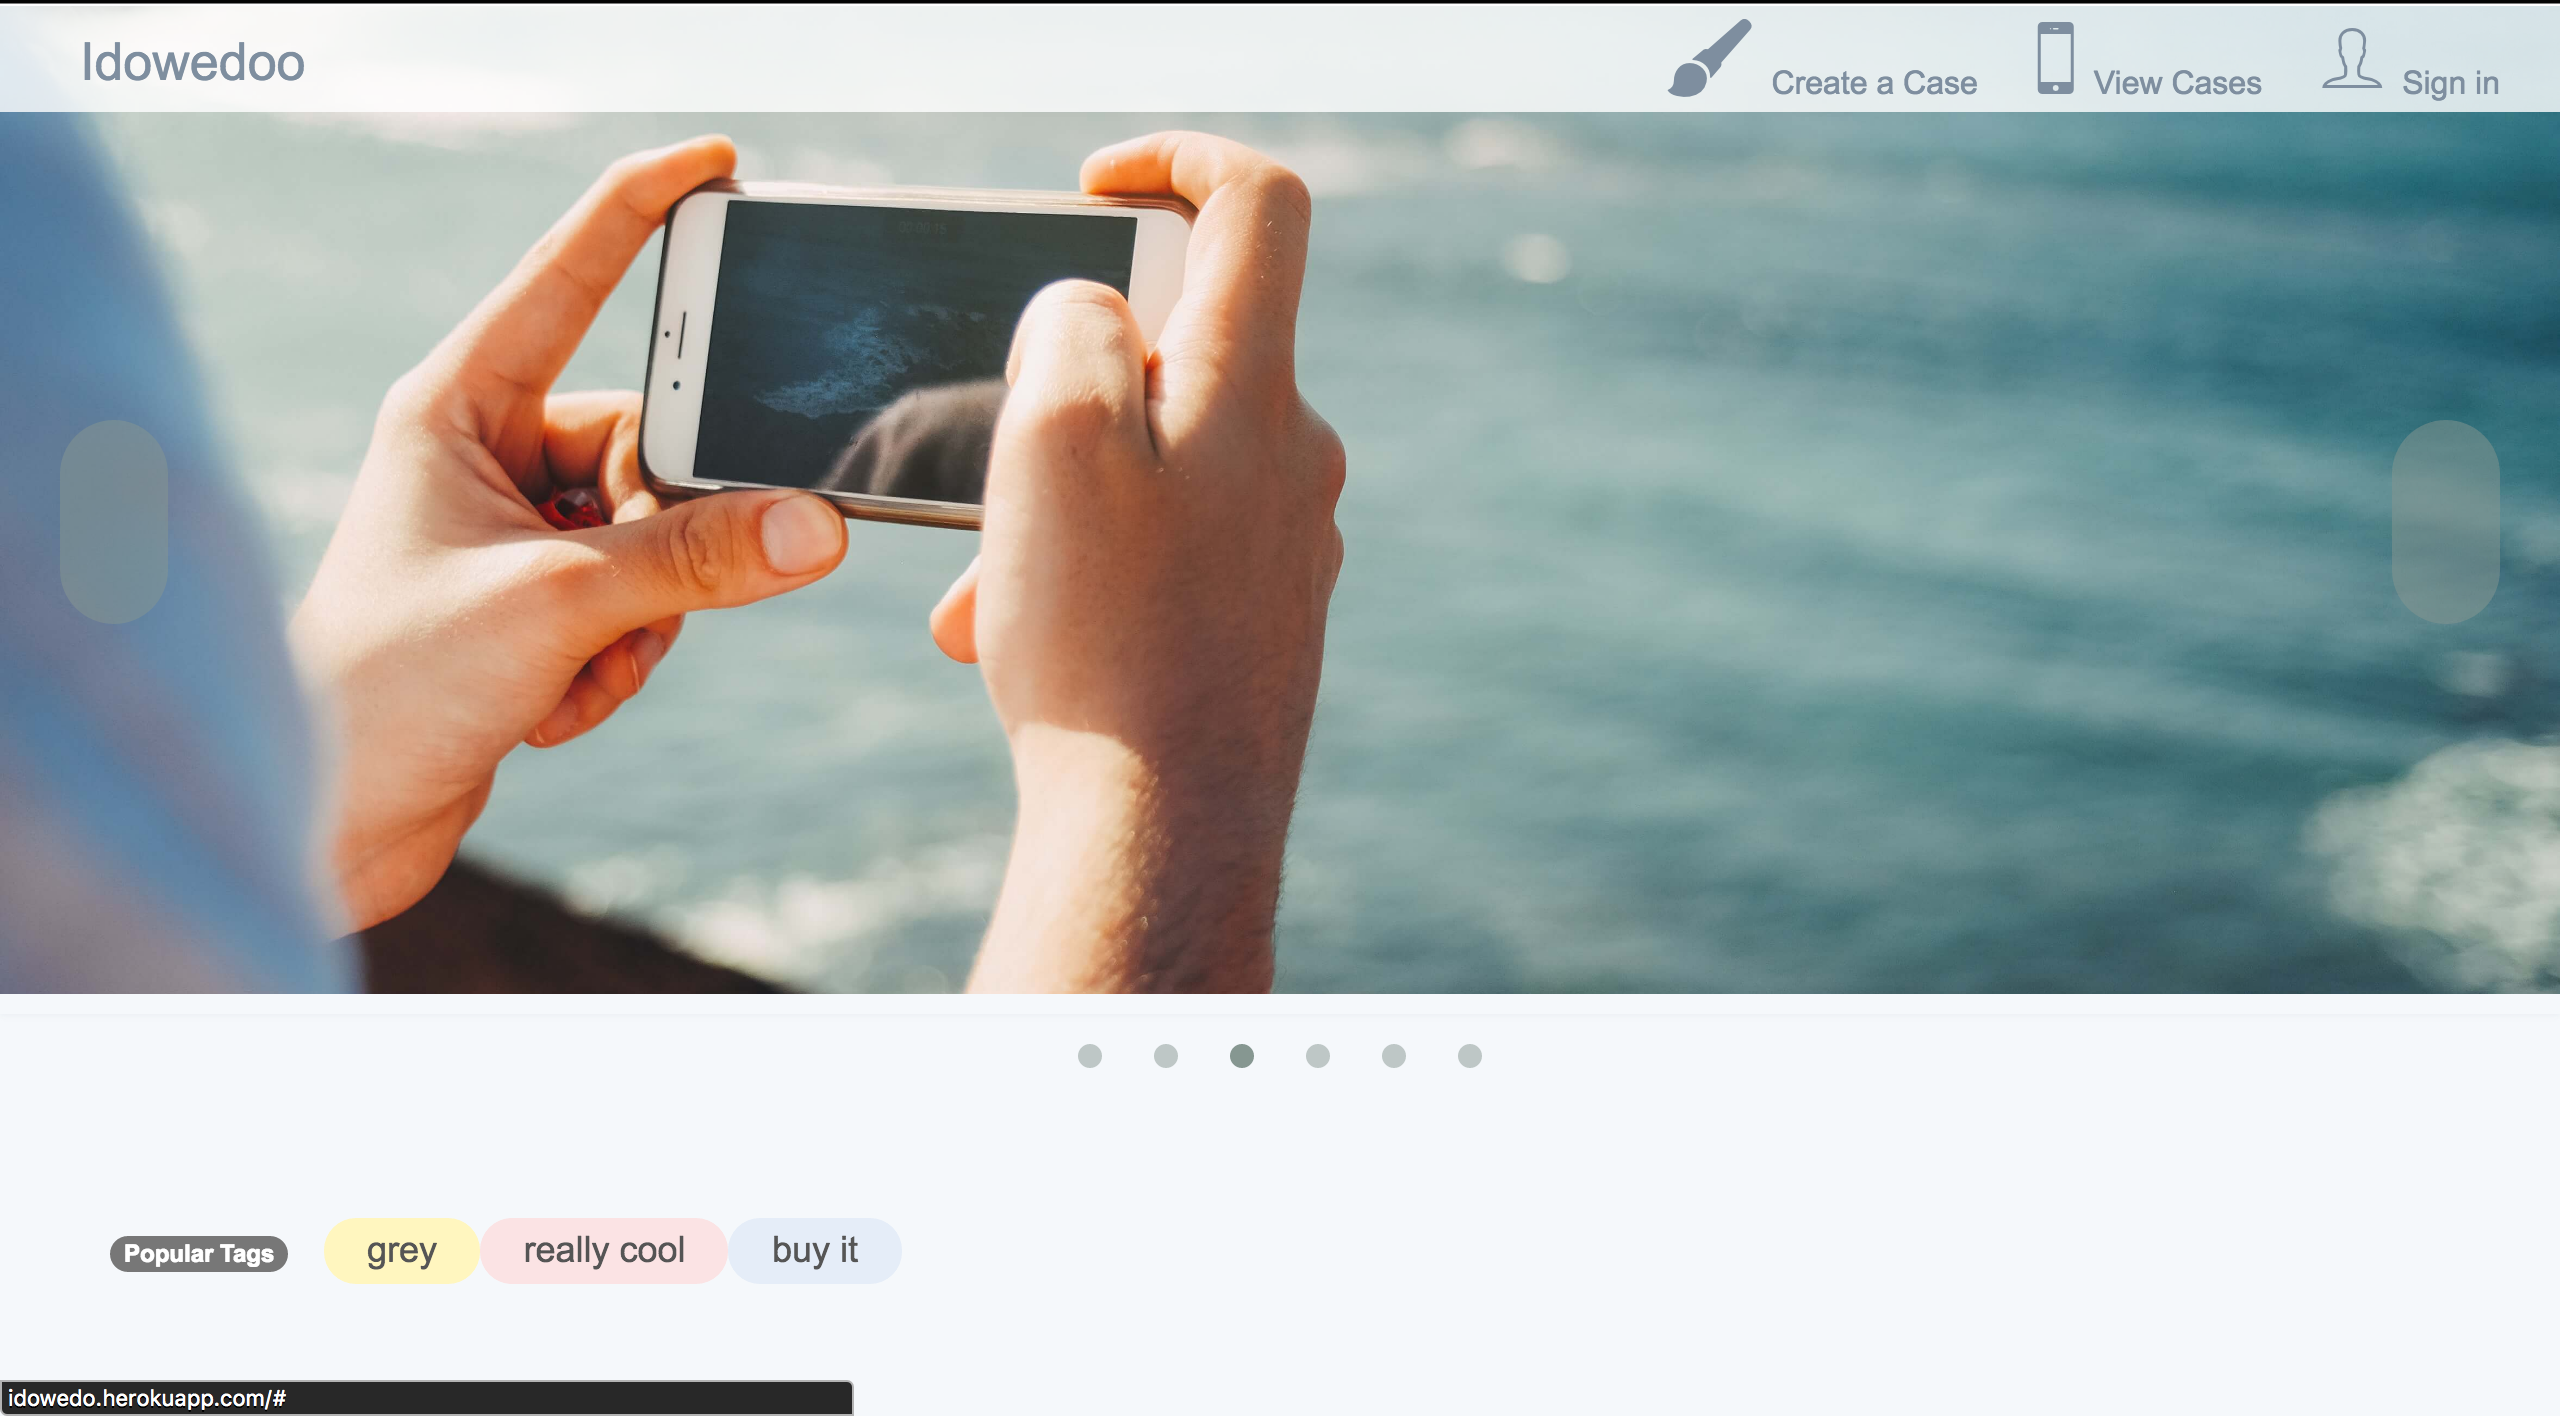 Idowedoo
Create a Case
View Cases
Sign in
Popular Tags
grey
really cool
buy it
idowedo.herokuapp.com/#